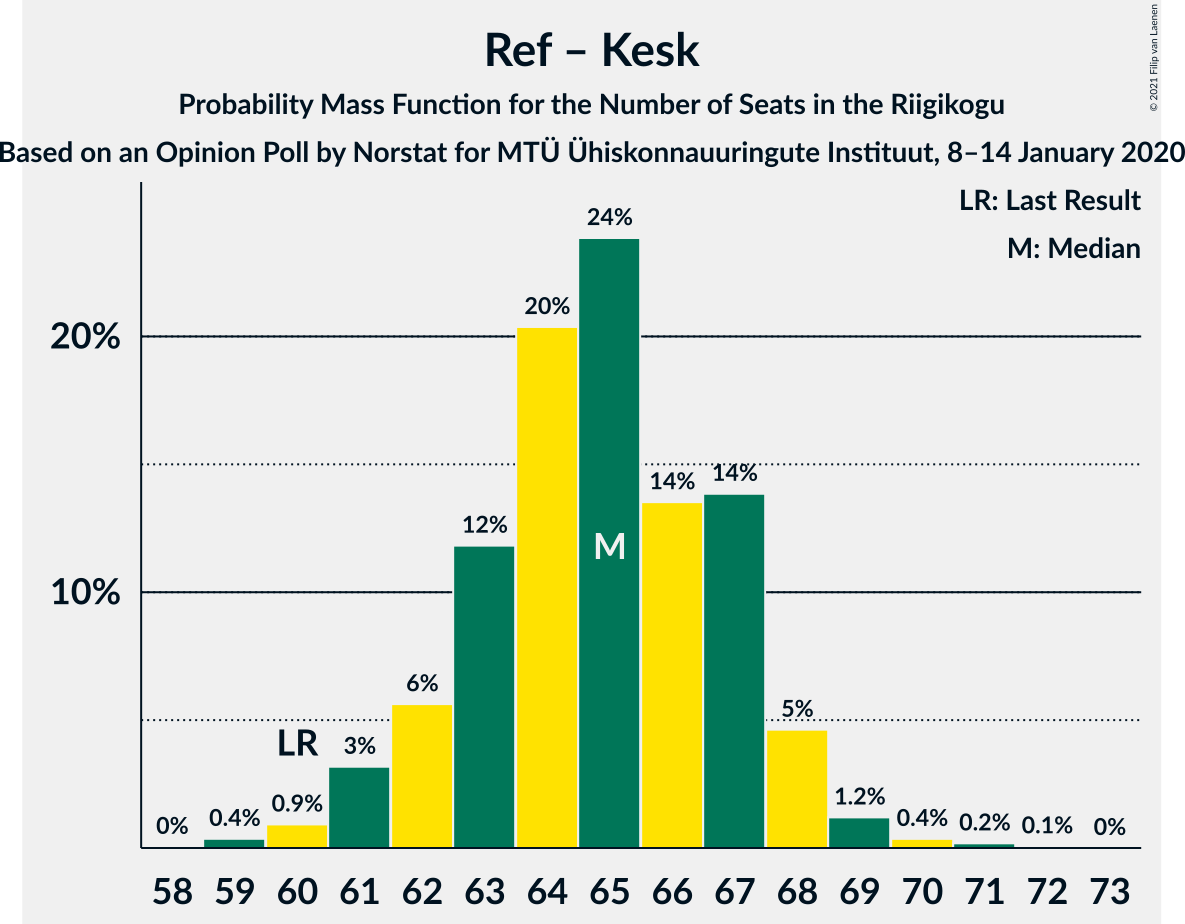 Ref – Kesk
Probability Mass Function for the Number of Seats in the Riigikogu
Based on an Opinion Poll by Norstat for MTÜ Ühiskonnauuringute Instituut, 8–14 January 2020
© 2021 Filip van Laenen
LR: Last Result
M: Median
24%
20%
20%
14%
14%
12%
M
10%
6%
5%
LR
3%
1.2%
0.9%
0%
0.4%
0.4%
0.2%
0.1%
0%
58 59 60 61 62 63 64 65 66 67 68 69 70 71 72 73